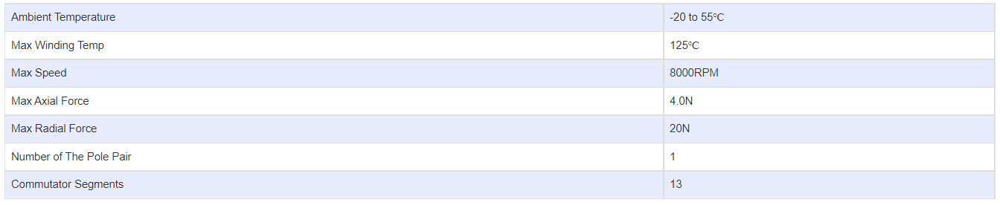 Ambient Temperature -20 to 55℃
Max Winding Temp 125℃
Max Speed 8000RPM
Max Axial Force 4.0N
Max Radial Force 20N
Number of The Pole Pair 1
Commutator Segments 13